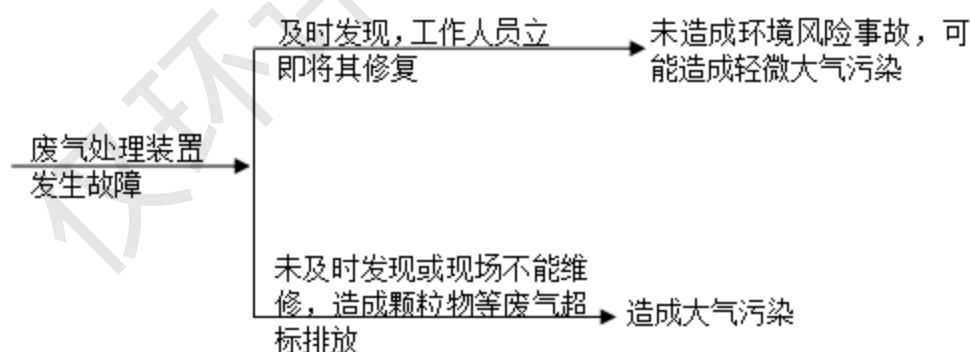 及时发现，工作人员立
即将其修复
未造成环境风险事故，可
能造成轻微大气污染
废气处理装置
发生故障
未及时发现或现场不能维
修，造成颗粒物等废气超
标排放
造成大气污染
仅环